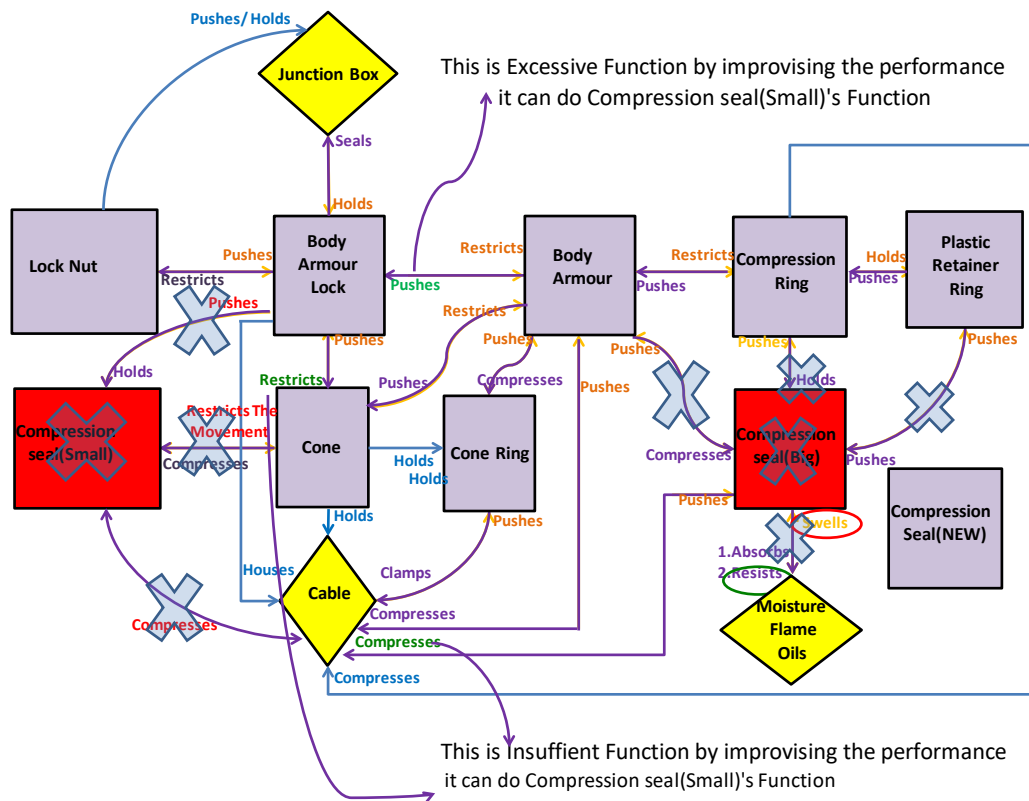 Pushes/ Holds
Junction Box
This is Excessive Function by improvising the performance
it can do Compression seal(Small)'s Function
Seals
Holds
Lock Nut
Pushes
Restricts
Pushes
Body
Armour
Lock
Restricts
Pushes
Body
Armour
Restricts
Pushes
Compression
Ring
Holds
Pushes
Plastic
Retainer
Ring
Restricts
Pushes
Pushes
Pushes
Pushes
Pushes
Pushes
Holds
Restricts
Pushes
Compresses
Holds
Compression
seal(Small)
Restricts The
Movement
Compresses
Cone
Holds
Holds
Cone Ring
Compresses
Compression
seal(Big)
Pushes
Compression
Seal(NEW)
Holds
Pushes
Pushes
Swells
1.Absorbs
2.Resists
Houses
Cable
Clamps
Compresses
Compresses
Compresses
Compresses
Moisture
Flame
Oils
This is Insuffient Function by improvising the performance
it can do Compression seal(Small)'s Function